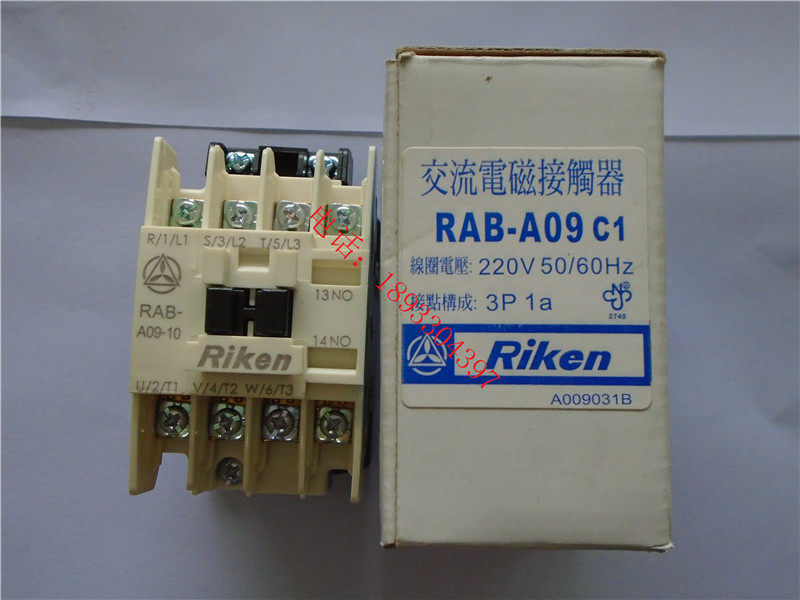 R/1/L1 S/3/L2 T/5/L3
13NO
RAB-
A09-10
14NO
Riken
U/2/T1 V/4/T2 W/6/T3
交流電磁接觸器
RAB-A09 C1
線圈電壓: 220V 50/60Hz
接點構成: 3P 1a
2740
Riken
A009031B
电话: 18933304397